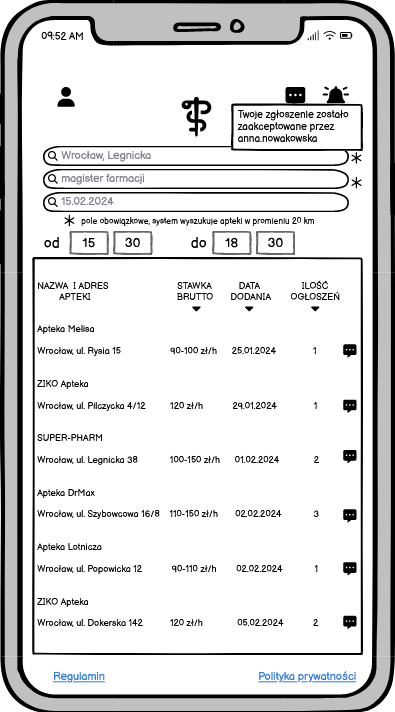 09:52 AM
Twoje zgłoszenie zostało
zaakceptowane przez
anna.nowakowska
Wrocław, Legnicka
*
magister farmacji
*
15.02.2024
* pole obowiązkowe, system wyszukuje apteki w promieniu 20 km
od 15 30 do 18 30
NAZWA I ADRES STAWKA DATA ILOŚĆ
APTEKI BRUTTO DODANIA OGŁOSZEŃ
Apteka Melisa
Wrocław, ul. Rysia 15 90-100 zł/h 25.01.2024 1
ZIKO Apteka
Wrocław, ul. Pilczycka 4/12 120 zł/h 29.01.2024 1
SUPER-PHARM
Wrocław, ul. Legnicka 38 100-150 zł/h 01.02.2024 2
Apteka DrMax
Wrocław, ul. Szybowcowa 16/8 110-150 zł/h 02.02.2024 3
Apteka Lotnicza
Wrocław, ul. Popowicka 12 90-110 zł/h 02.02.2024 1
ZIKO Apteka
Wrocław, ul. Dokerska 142 120 zł/h 05.02.2024 2
Regulamin Polityka prywatności